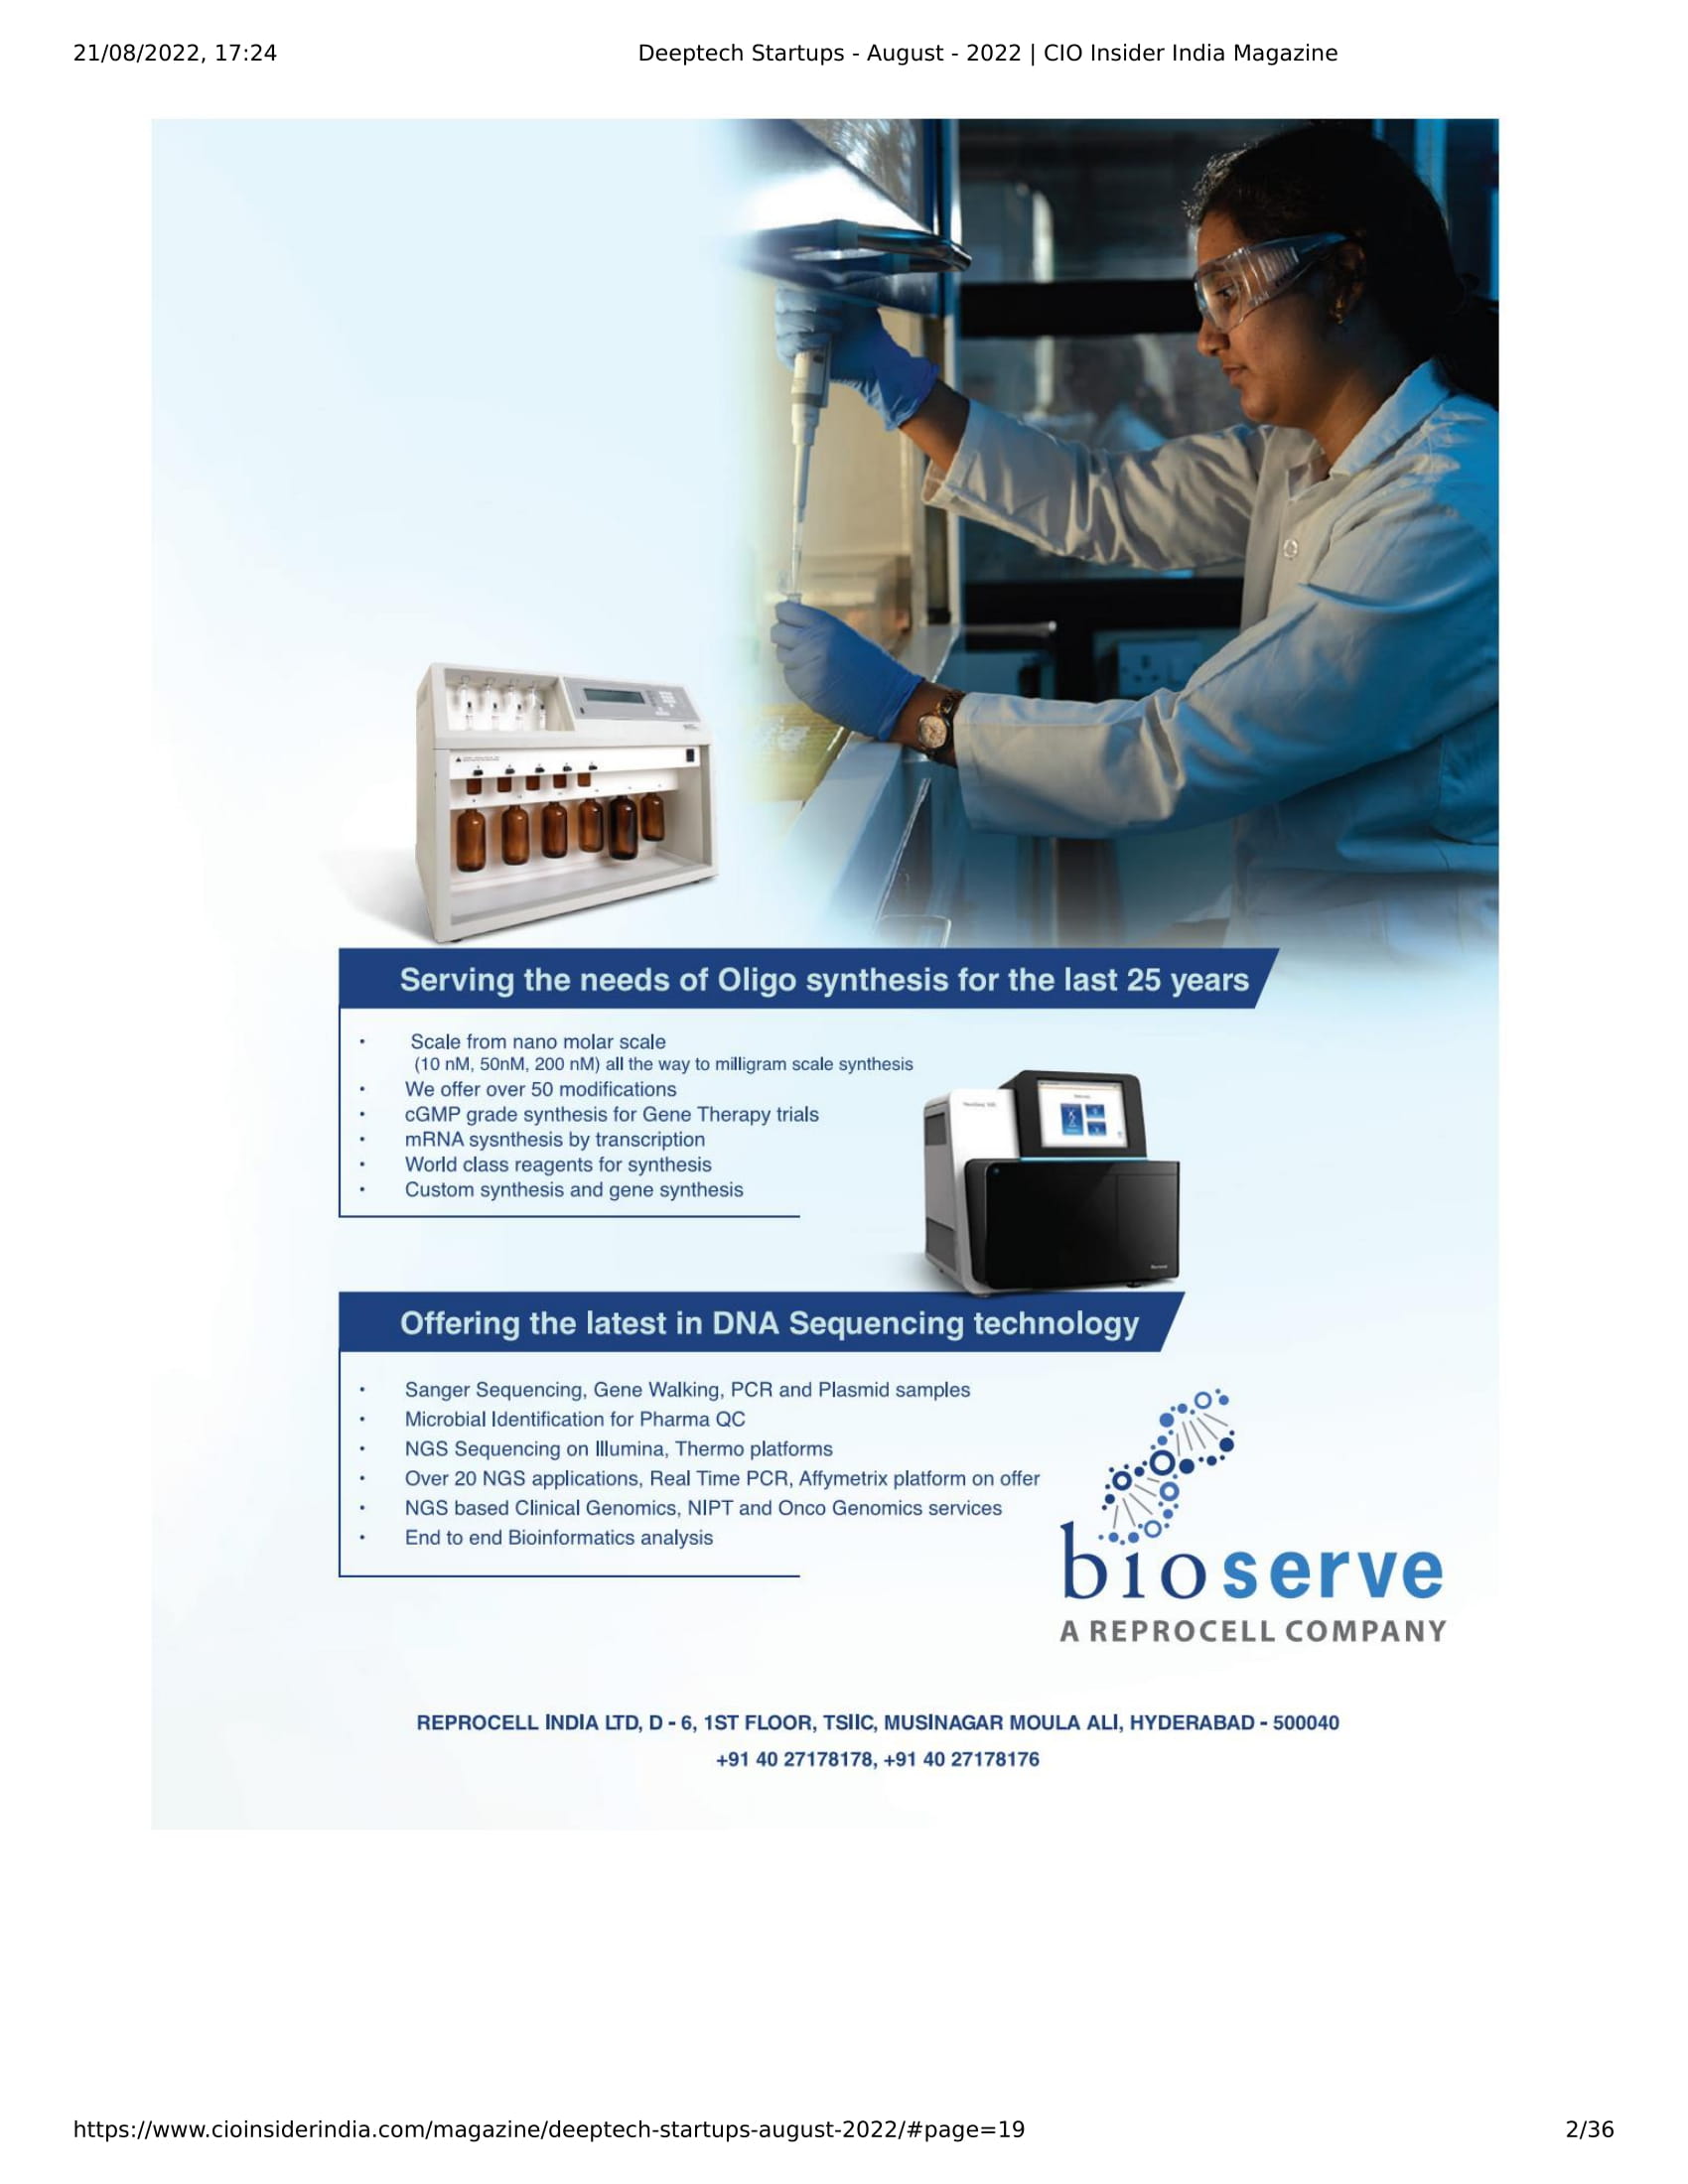 21/08/2022, 17:24
Deeptech Startups - August - 2022 | CIO Insider India Magazine
Serving the needs of Oligo synthesis for the last 25 years
• Scale from nano molar scale
(10 nM, 50nM, 200 nM) all the way to milligram scale synthesis
• We offer over 50 modifications
• cGMP grade synthesis for Gene Therapy trials
• mRNA sysnthesis by transcription
• World class reagents for synthesis
• Custom synthesis and gene synthesis
Offering the latest in DNA Sequencing technology
• Sanger Sequencing, Gene Walking, PCR and Plasmid samples
• Microbial Identification for Pharma QC
• NGS Sequencing on Illumina, Thermo platforms
• Over 20 NGS applications, Real Time PCR, Affymetrix platform on offer
• NGS based Clinical Genomics, NIPT and Onco Genomics services
• End to end Bioinformatics analysis
bioserve
A REPROCELL COMPANY
REPROCELL INDIA LTD, D - 6, 1ST FLOOR, TSIIC, MUSINAGAR MOULA ALI, HYDERABAD - 500040
+91 40 27178178, +91 40 27178176
https://www.cioinsiderindia.com/magazine/deeptech-startups-august-2022/#page=19
2/36